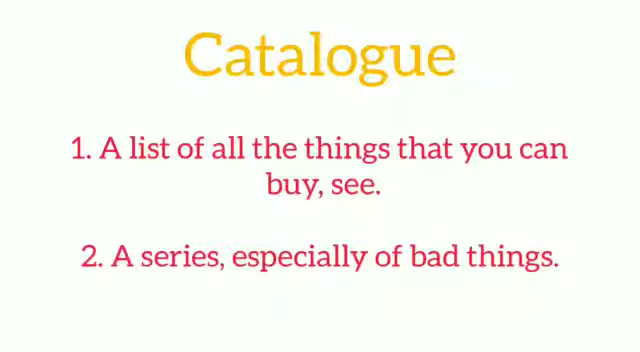 Catalogue
1. A list of all the things that you can
buy, see.
2. A series, especially of bad things.